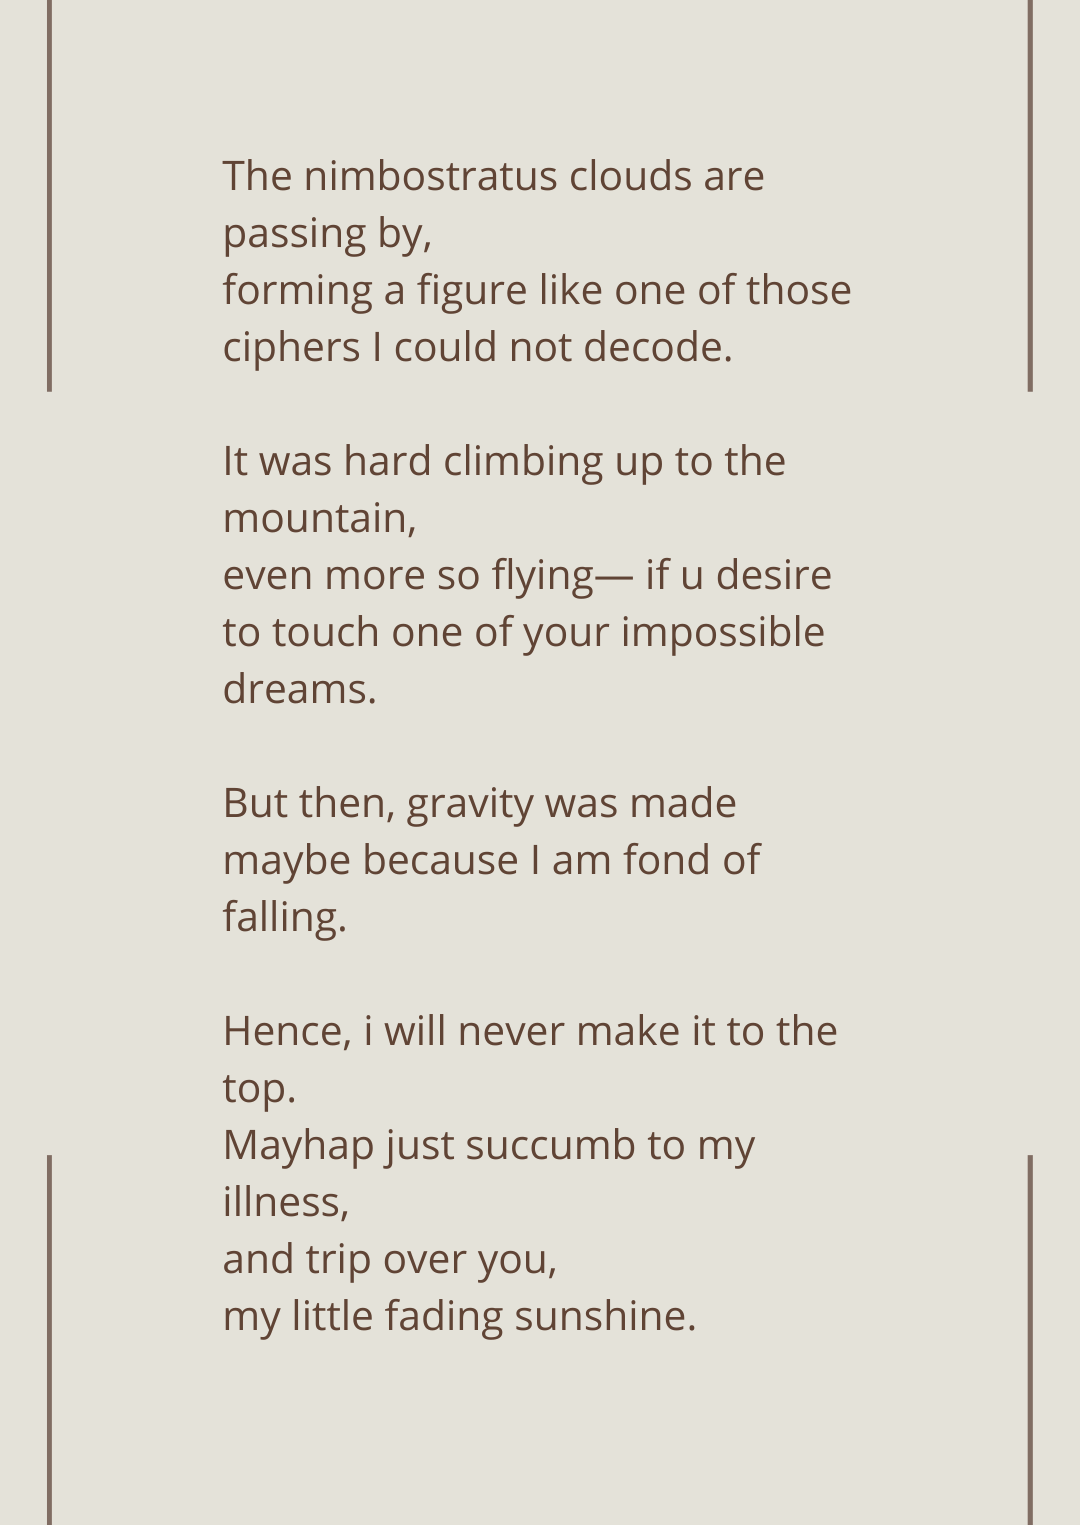 The nimbostratus clouds are
passing by,
forming a figure like one of those
ciphers I could not decode.
It was hard climbing up to the
mountain,
even more so flying— if u desire
to touch one of your impossible
dreams.
But then, gravity was made
maybe because I am fond of
falling.
Hence, i will never make it to the
top.
Mayhap just succumb to my
illness,
and trip over you,
my little fading sunshine.